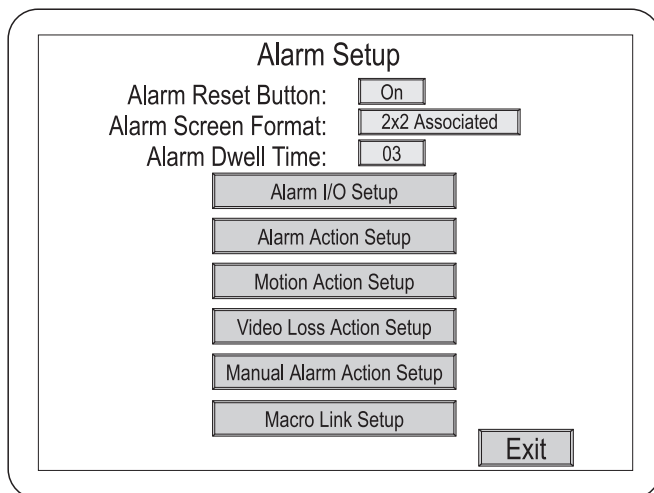 Alarm Setup
Alarm Reset Button: On
Alarm Screen Format: 2x2 Associated
Alarm Dwell Time: 03
Alarm I/O Setup
Alarm Action Setup
Motion Action Setup
Video Loss Action Setup
Manual Alarm Action Setup
Macro Link Setup
Exit